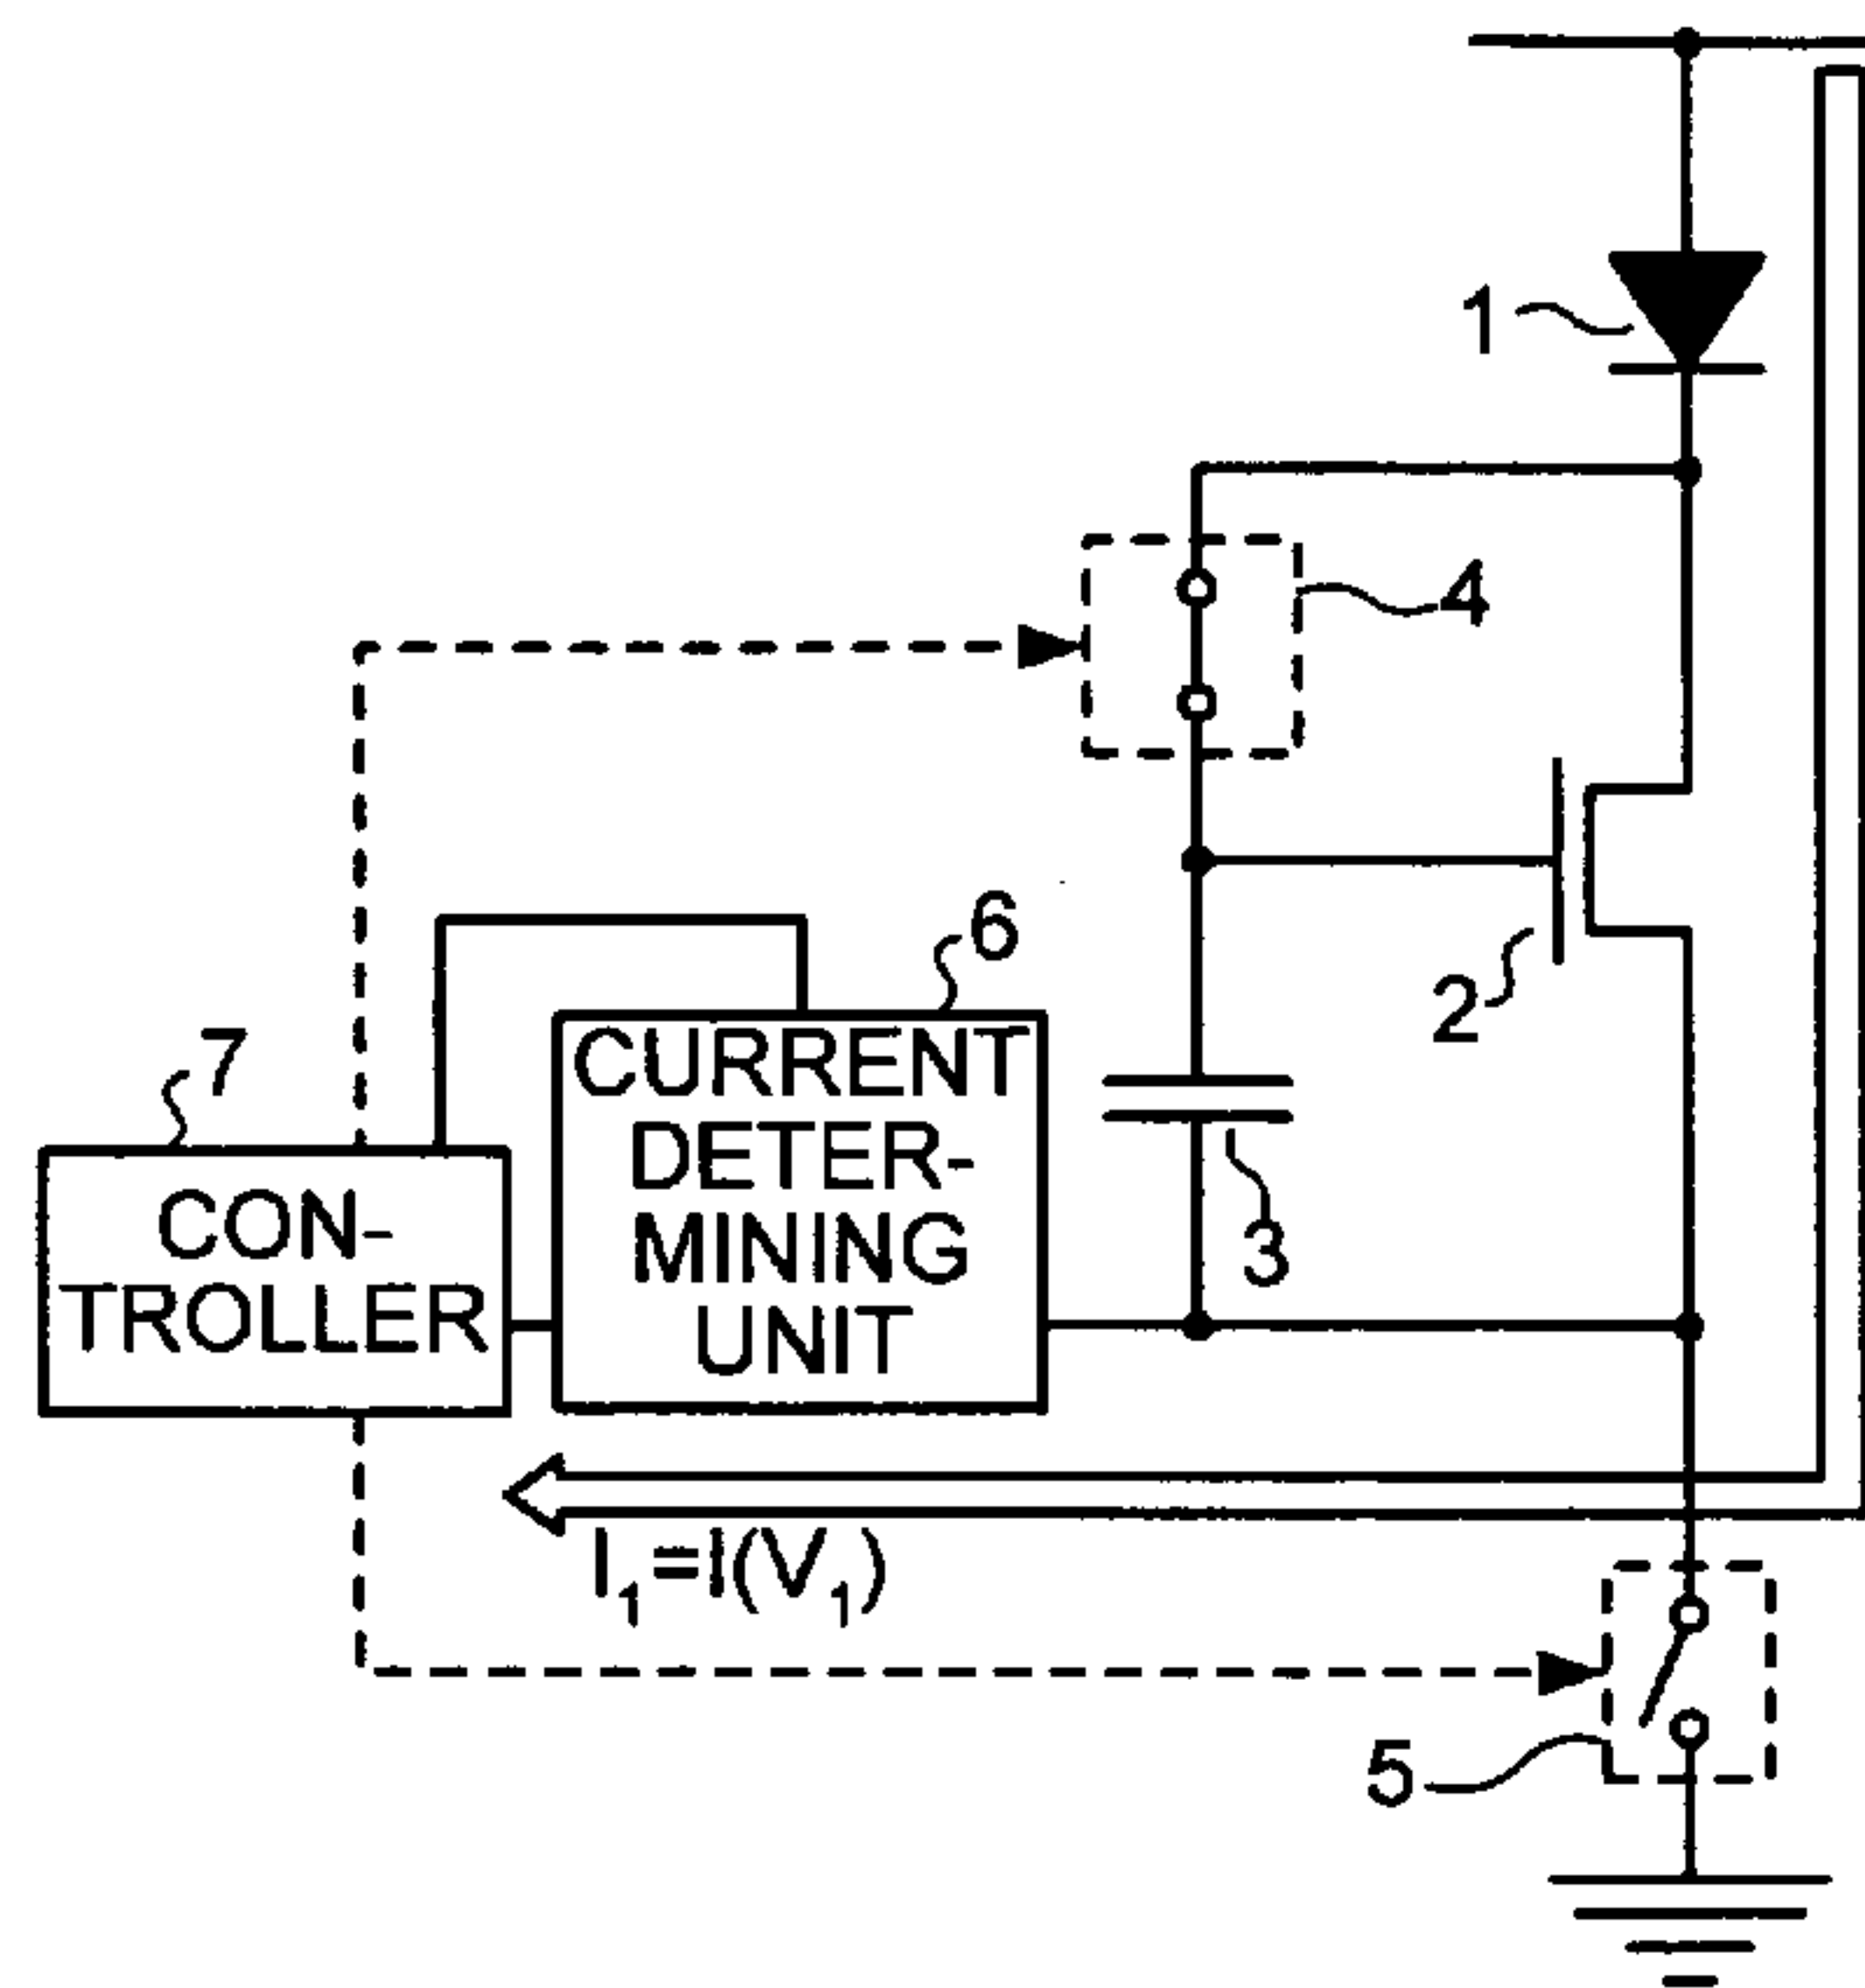 1
4
6
2
7
CURRENT
DETER-
MINING
UNIT
CON-
TROLLER
3
I₁=I(V₁)
5